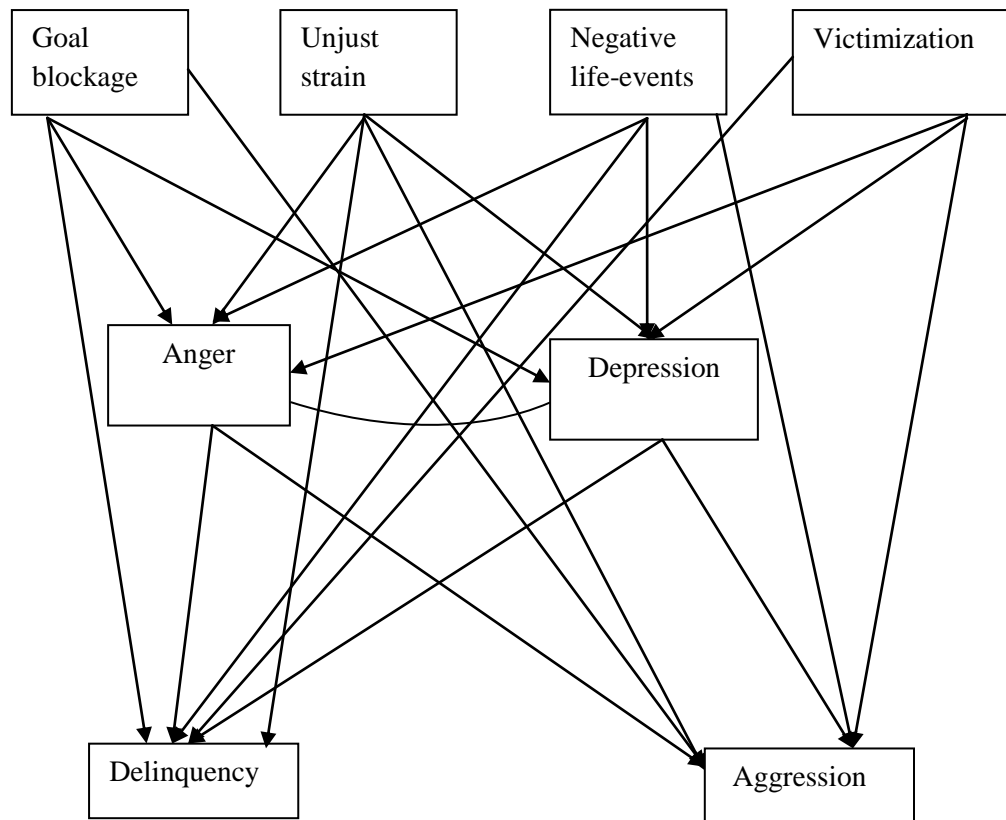 Goal
blockage
Unjust
strain
Negative
life-events
Victimization
Anger
Depression
Delinquency
Aggression